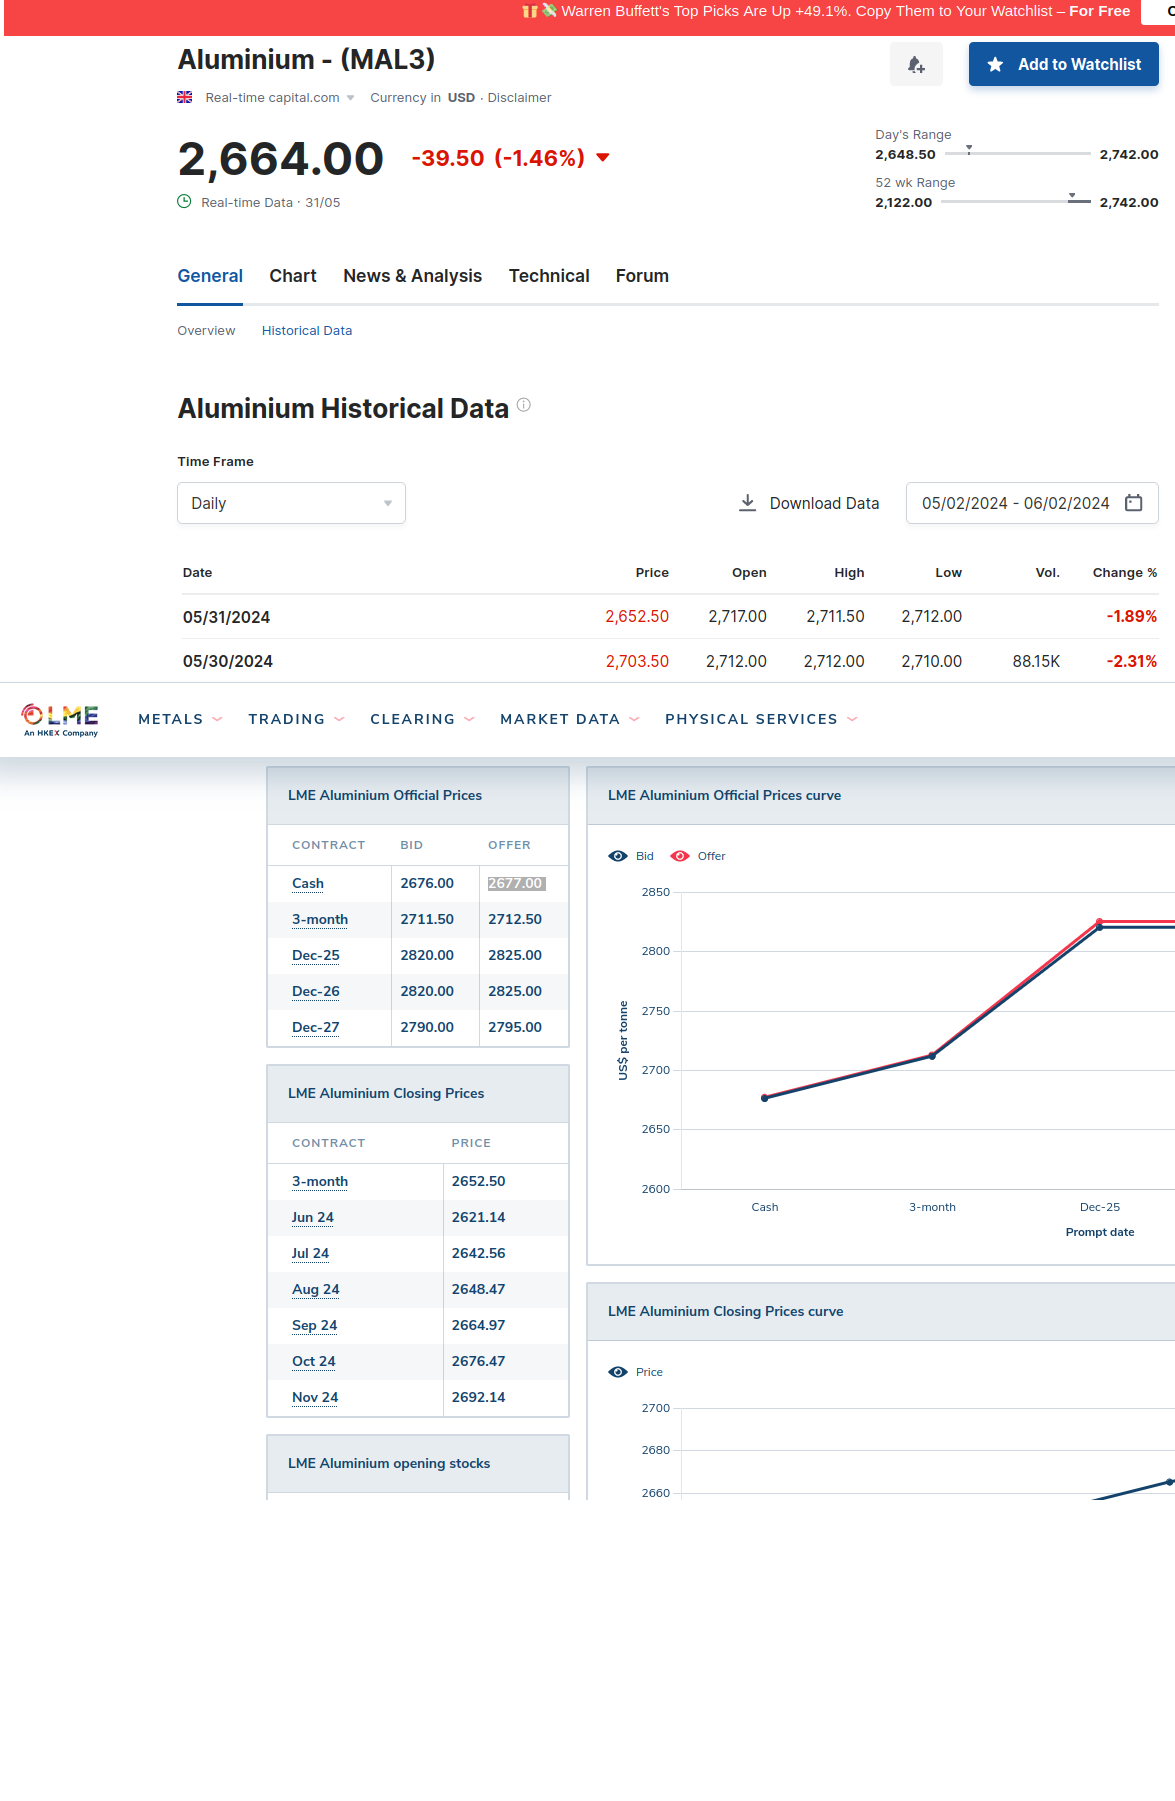 🎁💸 Warren Buffett's Top Picks Are Up +49.1%. Copy Them to Your Watchlist – For Free
Aluminium - (MAL3)
Add to Watchlist
Real-time capital.com Currency in USD · Disclaimer
2,664.00 -39.50 (-1.46%)
Real-time Data · 31/05
Day's Range
2,648.50 2,742.00
52 wk Range
2,122.00 2,742.00
General Chart News & Analysis Technical Forum
Overview Historical Data
Aluminium Historical Data
Time Frame
Daily Download Data 05/02/2024 - 06/02/2024
Date Price Open High Low Vol. Change %
05/31/2024 2,652.50 2,717.00 2,711.50 2,712.00 -1.89%
05/30/2024 2,703.50 2,712.00 2,712.00 2,710.00 88.15K -2.31%
LME
An HKEX Company
METALS TRADING CLEARING MARKET DATA PHYSICAL SERVICES
LME Aluminium Official Prices
CONTRACT BID OFFER
Cash 2676.00 2677.00
3-month 2711.50 2712.50
Dec-25 2820.00 2825.00
Dec-26 2820.00 2825.00
Dec-27 2790.00 2795.00
LME Aluminium Official Prices curve
Bid Offer
2850
2800
2750
2700
2650
2600
US$ per tonne
Cash 3-month Dec-25
Prompt date
LME Aluminium Closing Prices
CONTRACT PRICE
3-month 2652.50
Jun 24 2621.14
Jul 24 2642.56
Aug 24 2648.47
Sep 24 2664.97
Oct 24 2676.47
Nov 24 2692.14
LME Aluminium Closing Prices curve
Price
2700
2680
2660
LME Aluminium opening stocks